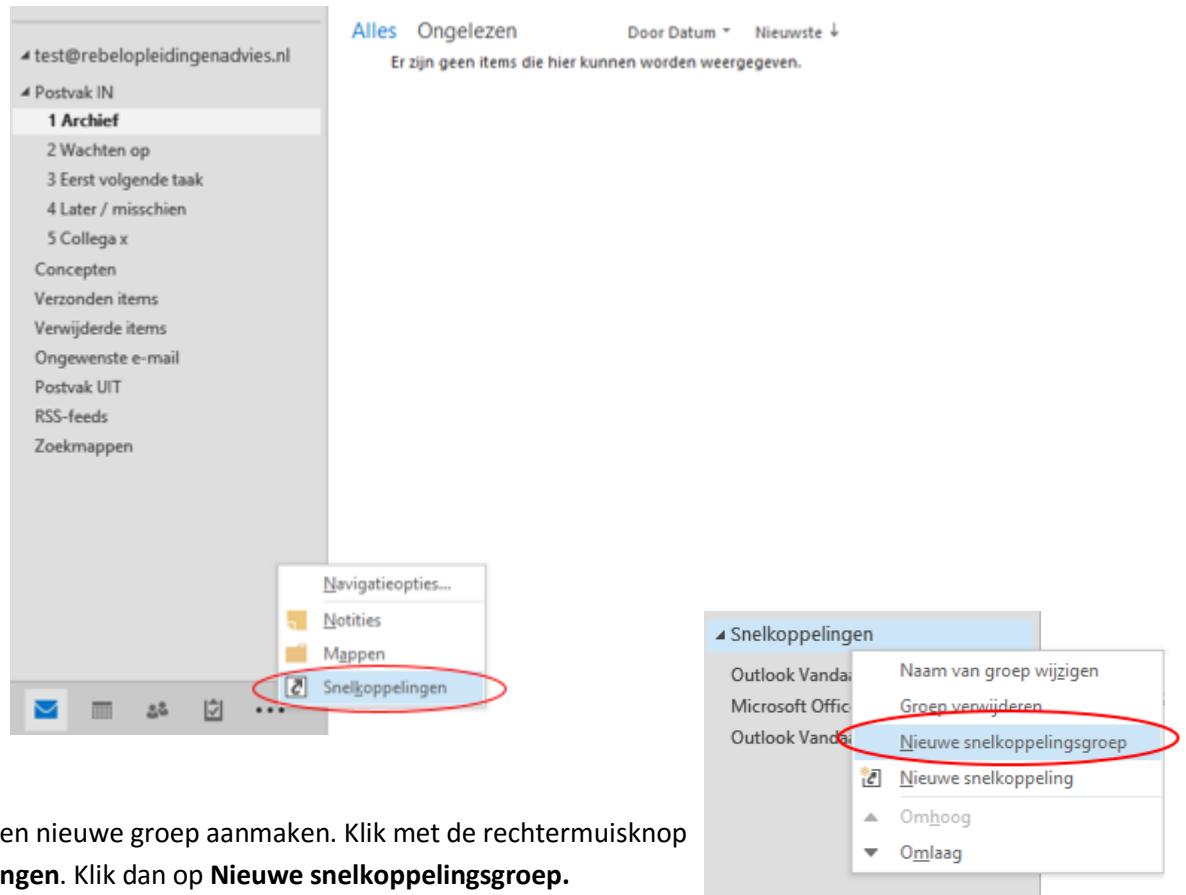 Alles Ongelezen Door Datum Nieuwste
Er zijn geen items die hier kunnen worden weergegeven.
test@rebelopleidingenadvies.nl
Postvak IN
1 Archief
2 Wachten op
3 Eerst volgende taak
4 Later / misschien
5 Collega x
Concepten
Verzonden items
Verwijderde items
Ongewenste e-mail
Postvak UIT
RSS-feeds
Zoekmappen
Navigatieopties...
Notities
Mappen
Snelkoppelingen
Snelkoppelingen
Outlook Vandaa
Microsoft Offic
Outlook Vandaa
Naam van groep wijzigen
Groep verwijderen
Nieuwe snelkoppelingsgroep
Nieuwe snelkoppeling
Omhoog
Omlaag
en nieuwe groep aanmaken. Klik met de rechtermuisknop
ngen. Klik dan op Nieuwe snelkoppelingsgroep.